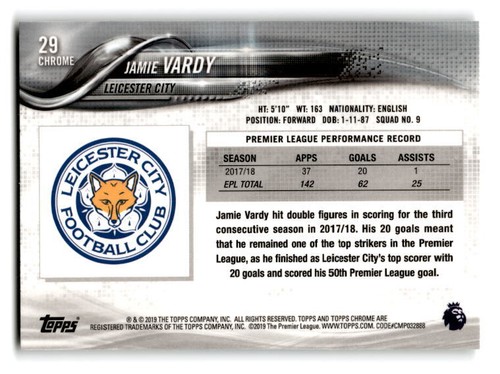 29
CHROME
JAMIE VARDY
LEICESTER CITY
HT: 5'10" WT: 163 NATIONALITY: ENGLISH
POSITION: FORWARD DOB: 1-11-87 SQUAD NO. 9
PREMIER LEAGUE PERFORMANCE RECORD
SEASON APPS GOALS ASSISTS
2017/18 37 20 1
EPL TOTAL 142 62 25
LEICESTER CITY
FOOTBALL CLUB
Jamie Vardy hit double figures in scoring for the third
consecutive season in 2017/18. His 20 goals meant
that he remained one of the top strikers in the Premier
League, as he finished as Leicester City's top scorer with
20 goals and scored his 50th Premier League goal.
Topps
® & © 2019 THE TOPPS COMPANY, INC. ALL RIGHTS RESERVED. TOPPS AND TOPPS CHROME ARE
REGISTERED TRADEMARKS OF THE TOPPS COMPANY, INC. ©2019 The Premier League. WWW.TOPPS.COM. CODE#CMP022888